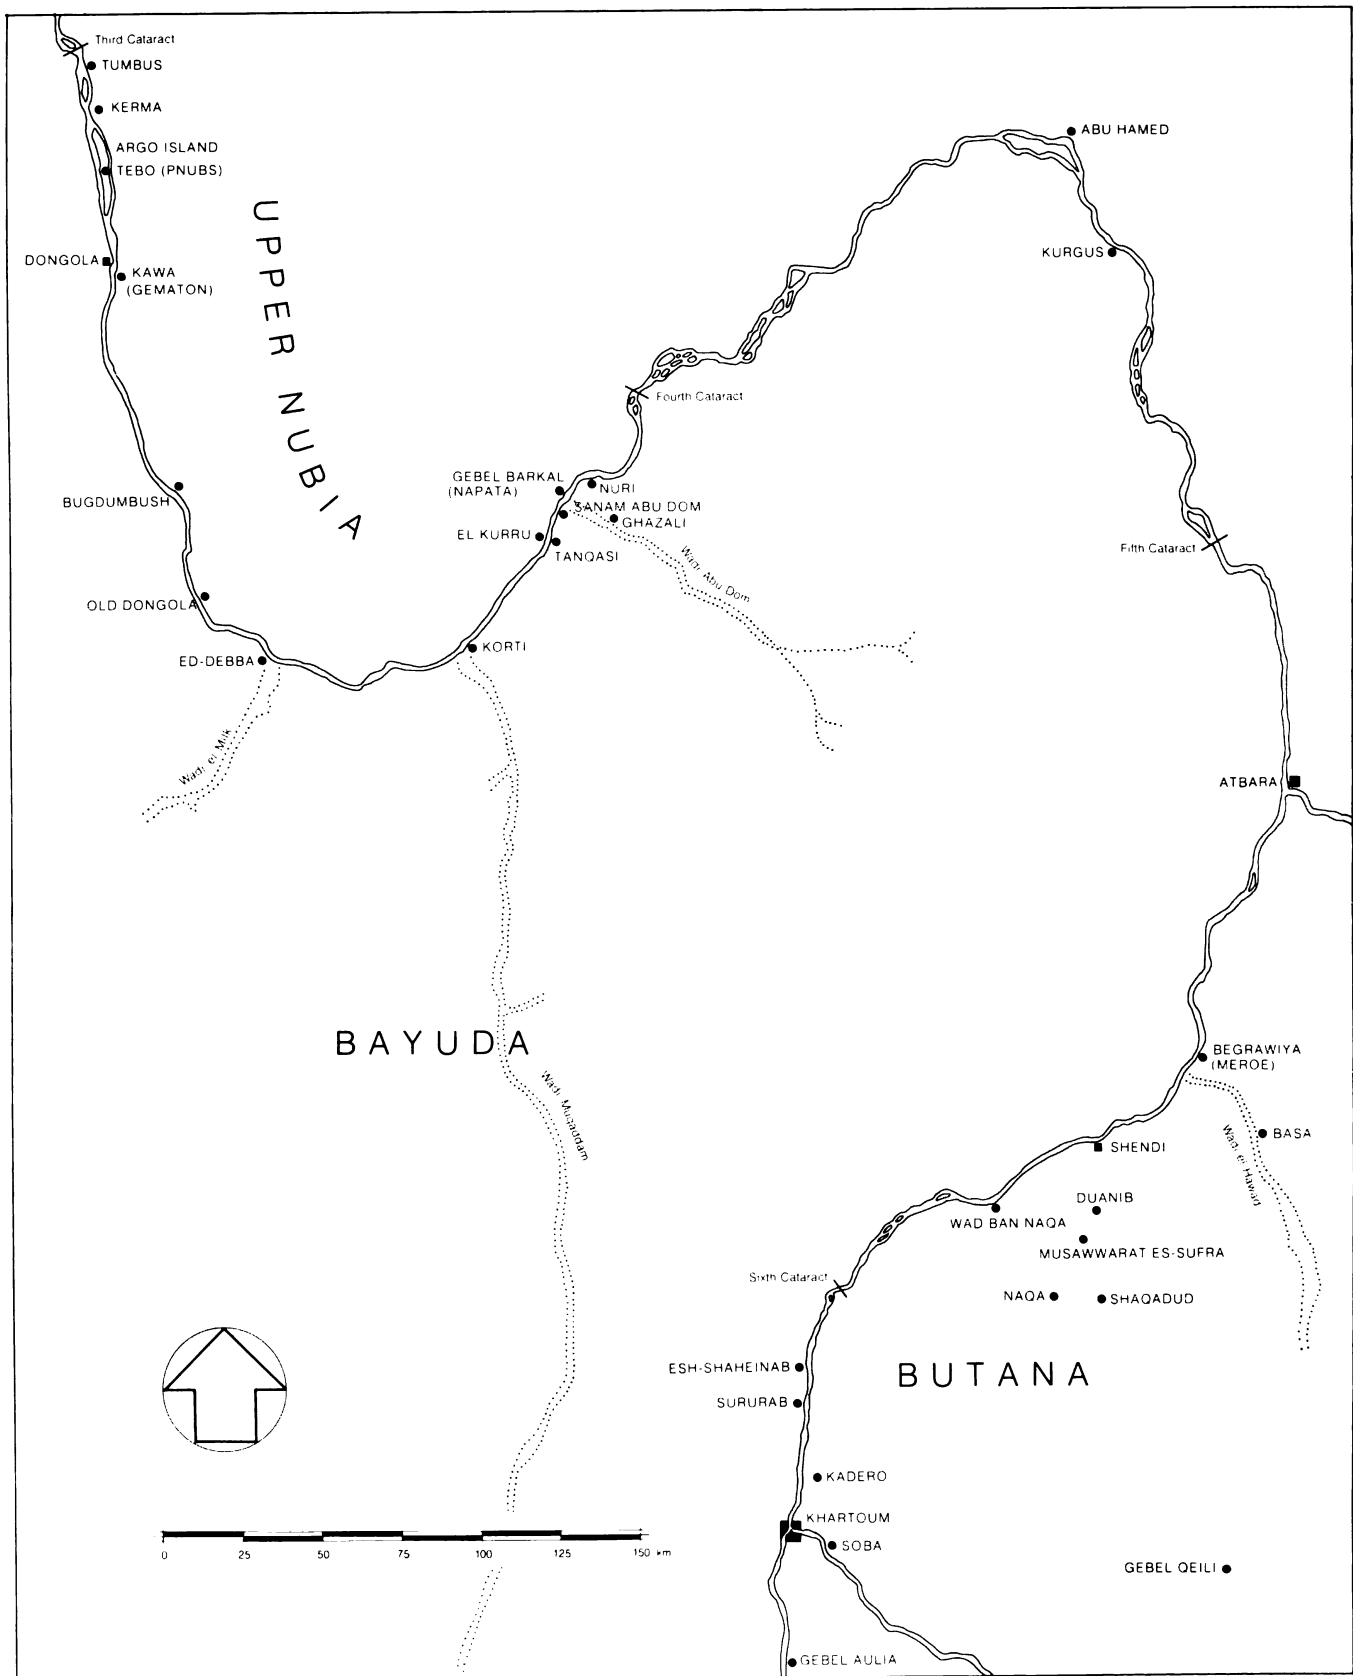 Third Cataract
TUMBUS
KERMA
ARGO ISLAND
TEBO (PNUBS)
ABU HAMED
UPPER NUBIA
DONGOLA
KAWA
(GEMATON)
KURGUS
Fourth Cataract
GEBEL BARKAL
(NAPATA)
NURI
BUGDUMBUSH
SANAM ABU DOM
GHAZALI
EL KURRU
TANQASI
Fifth Cataract
Wadi Abu Dom
OLD DONGOLA
KORTI
ED-DEBBA
Wadi el Milk
ATBARA
BAYUDA
BEGRAWIYA
(MEROE)
Wadi Muqaddam
BASA
SHENDI
Wadi el Hawad
DUANIB
WAD BAN NAQA
MUSAWWARAT ES-SUFRA
Sixth Cataract
NAQA
SHAQADUD
ESH-SHAHEINAB
BUTANA
SURURAB
KADERO
KHARTOUM
SOBA
0 25 50 75 100 125 150 km
GEBEL QEILI
GEBEL AULIA